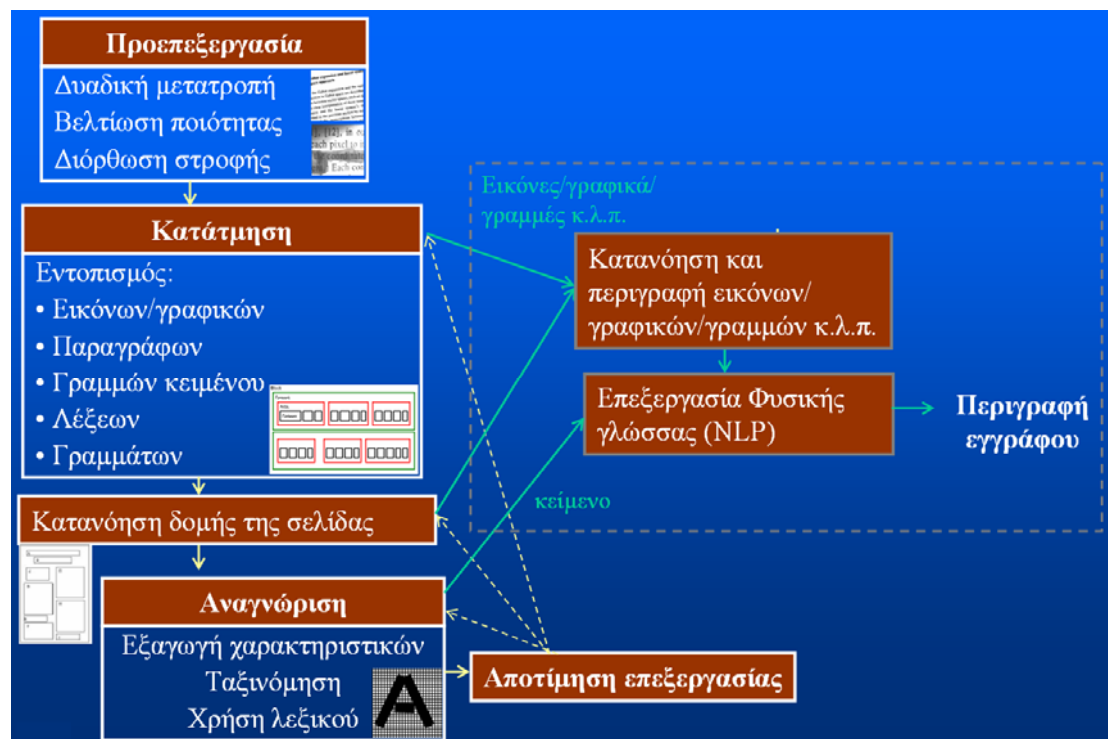 Προεπεξεργασία
Δυαδική μετατροπή
Βελτίωση ποιότητας
Διόρθωση στροφής
Κατάτμηση
Εντοπισμός:
• Εικόνων/γραφικών
• Παραγράφων
• Γραμμών κειμένου
• Λέξεων
• Γραμμάτων
Κατανόηση δομής της σελίδας
Αναγνώριση
Εξαγωγή χαρακτηριστικών
Ταξινόμηση
Χρήση λεξικού
A
Αποτίμηση επεξεργασίας
Εικόνες/γραφικά/
γραμμές κ.λ.π.
Κατανόηση και
περιγραφή εικόνων/
γραφικών/γραμμών κ.λ.π.
Επεξεργασία Φυσικής
γλώσσας (NLP)
κείμενο
Περιγραφή
εγγράφου